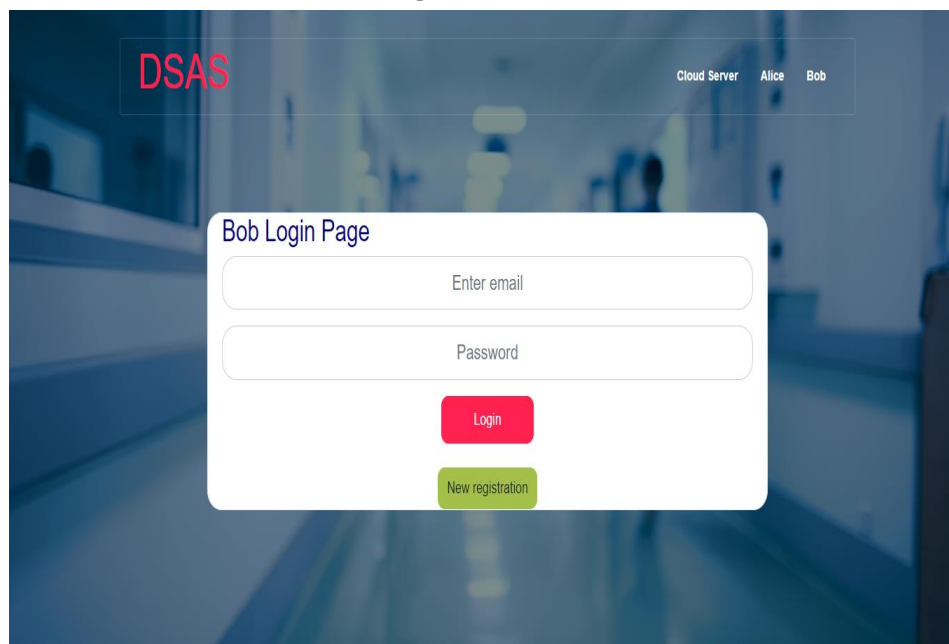 DSAS
Cloud Server Alice Bob
Bob Login Page
Enter email
Password
Login
New registration